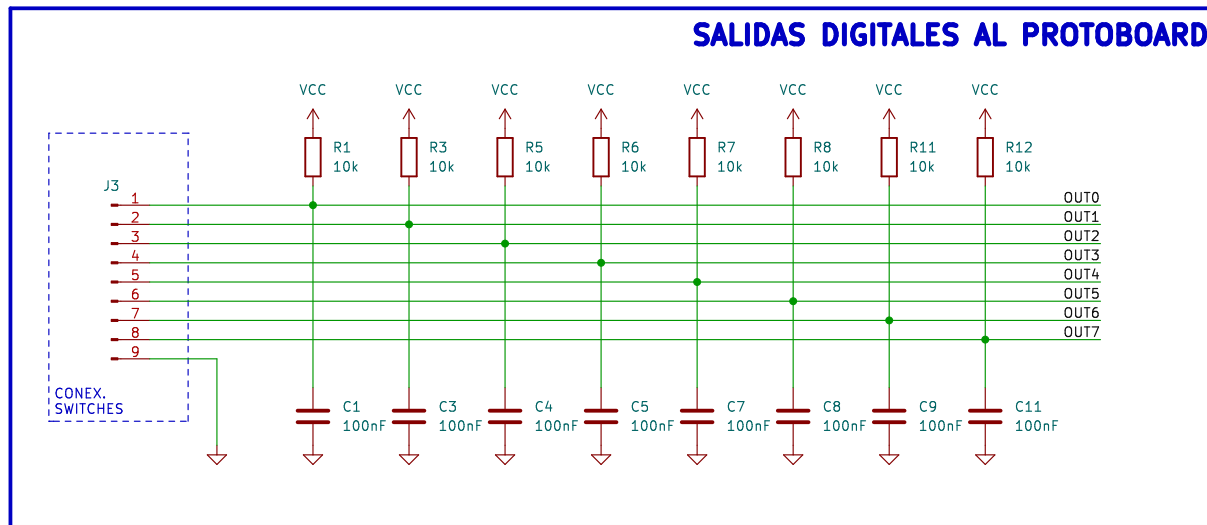 SALIDAS DIGITALES AL PROTOBOARD
VCC VCC VCC VCC VCC VCC VCC VCC
R1 R3 R5 R6 R7 R8 R11 R12
10k 10k 10k 10k 10k 10k 10k 10k
J3
1 OUT0
2 OUT1
3 OUT2
4 OUT3
5 OUT4
6 OUT5
7 OUT6
8 OUT7
9
CONEX.
SWITCHES
C1 C3 C4 C5 C7 C8 C9 C11
100nF 100nF 100nF 100nF 100nF 100nF 100nF 100nF